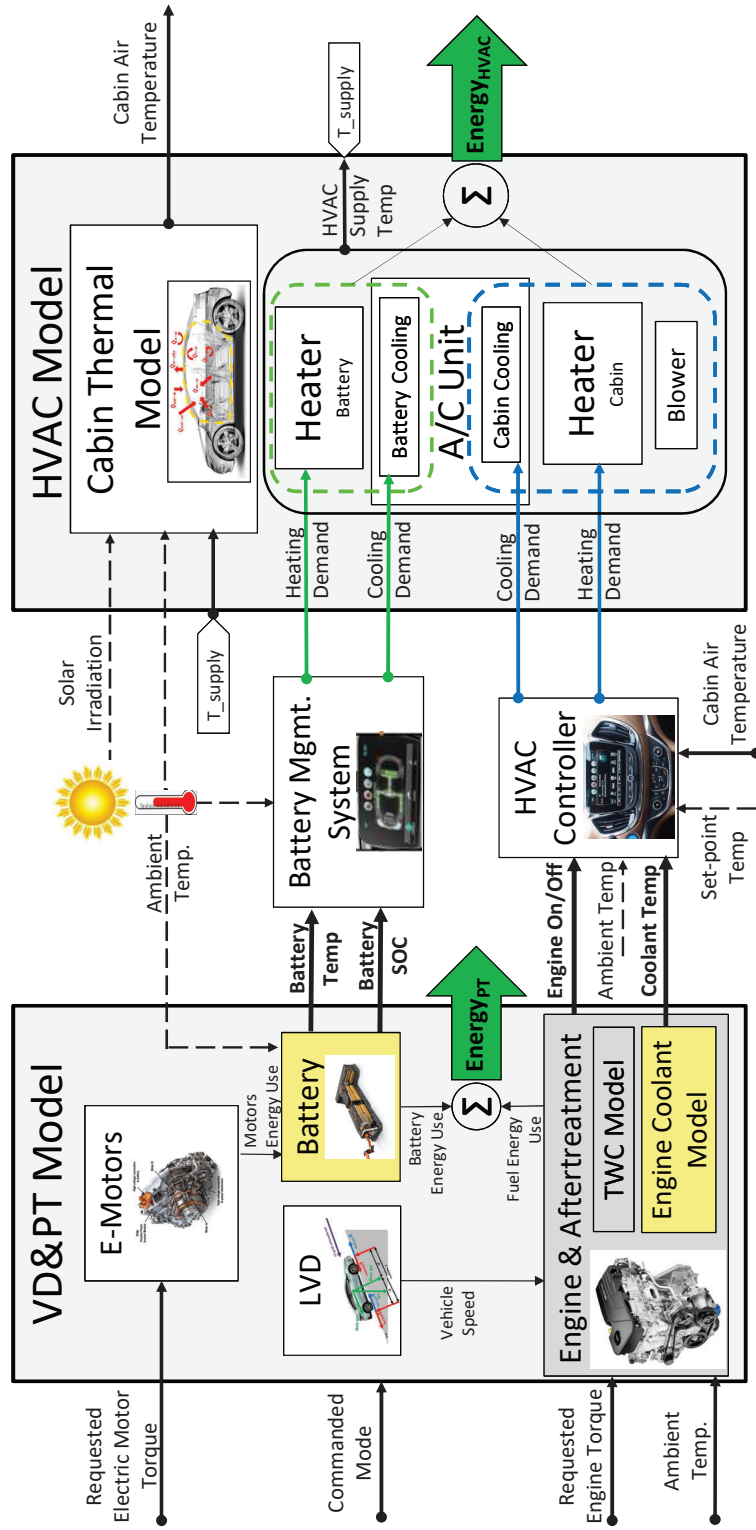 VD&PT Model
Requested
Electric Motor
Torque
Commanded
Mode
Requested
Engine Torque
Ambient
Temp.
E-Motors
Motors
Energy Use
Battery
LVD
Vehicle
Speed
Battery
Energy Use
Σ
Energy_PT
Fuel Energy
Use
Engine & Aftertreatment
TWC Model
Engine Coolant
Model
Ambient
Temp.
Solar
Irradiation
Battery
Temp
Battery
SOC
Battery Mgmt.
System
Engine On/Off
Ambient Temp
Coolant Temp
HVAC
Controller
Set-point
Temp
Cabin Air
Temperature
T_supply
Heating
Demand
Cooling
Demand
Cooling
Demand
Heating
Demand
HVAC Model
Cabin Thermal
Model
Heater
Battery
Battery Cooling
A/C Unit
Cabin Cooling
Heater
Cabin
Blower
HVAC
Supply
Temp
Σ
Cabin Air
Temperature
T_supply
Energy_HVAC